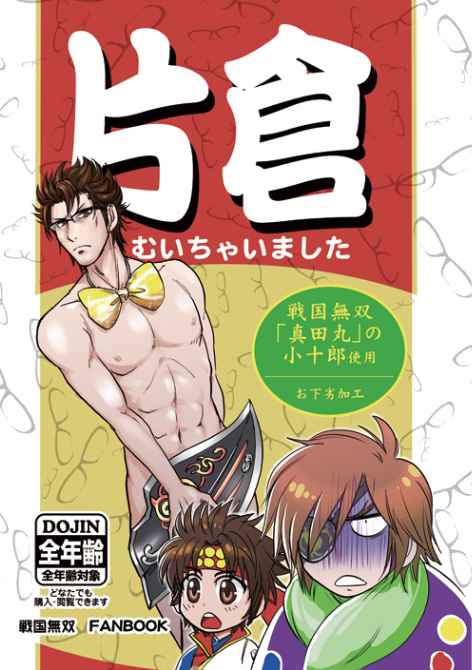 片倉
むいちゃいました
戦国無双
「真田丸」の
小十郎使用
お下劣加工
DOJIN
全年齢
全年齢対象
どなたでも
購入・閲覧できます
戦国無双 FANBOOK